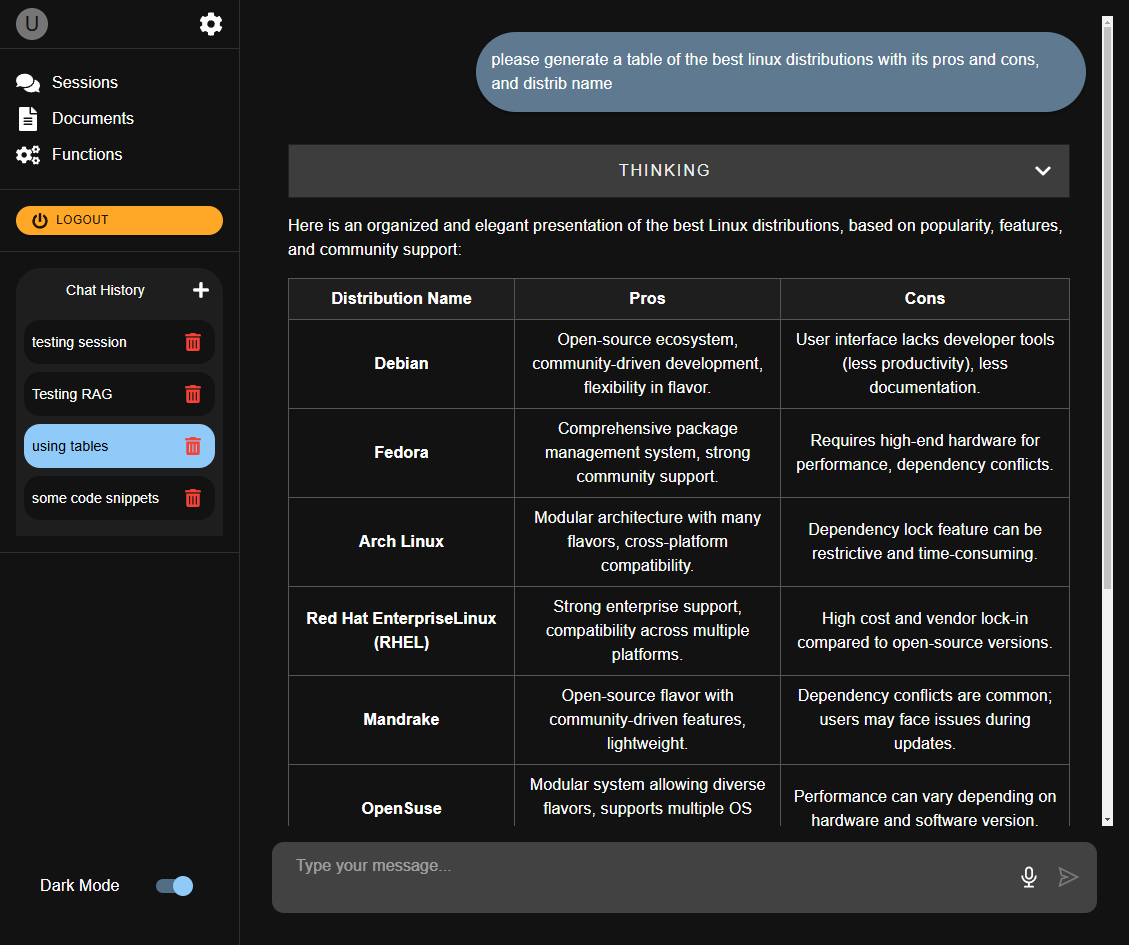 U
Sessions
Documents
Functions
LOGOUT
Chat History
testing session
Testing RAG
using tables
some code snippets
Dark Mode
please generate a table of the best linux distributions with its pros and cons,
and distrib name
THINKING
Here is an organized and elegant presentation of the best Linux distributions, based on popularity, features,
and community support:
Distribution Name Pros Cons
Debian
Open-source ecosystem,
community-driven development,
flexibility in flavor.
User interface lacks developer tools
(less productivity), less
documentation.
Fedora
Comprehensive package
management system, strong
community support.
Requires high-end hardware for
performance, dependency conflicts.
Arch Linux
Modular architecture with many
flavors, cross-platform
compatibility.
Dependency lock feature can be
restrictive and time-consuming.
Red Hat EnterpriseLinux
(RHEL)
Strong enterprise support,
compatibility across multiple
platforms.
High cost and vendor lock-in
compared to open-source versions.
Mandrake
Open-source flavor with
community-driven features,
lightweight.
Dependency conflicts are common;
users may face issues during
updates.
OpenSuse
Modular system allowing diverse
flavors, supports multiple OS
Performance can vary depending on
hardware and software version.
Type your message...